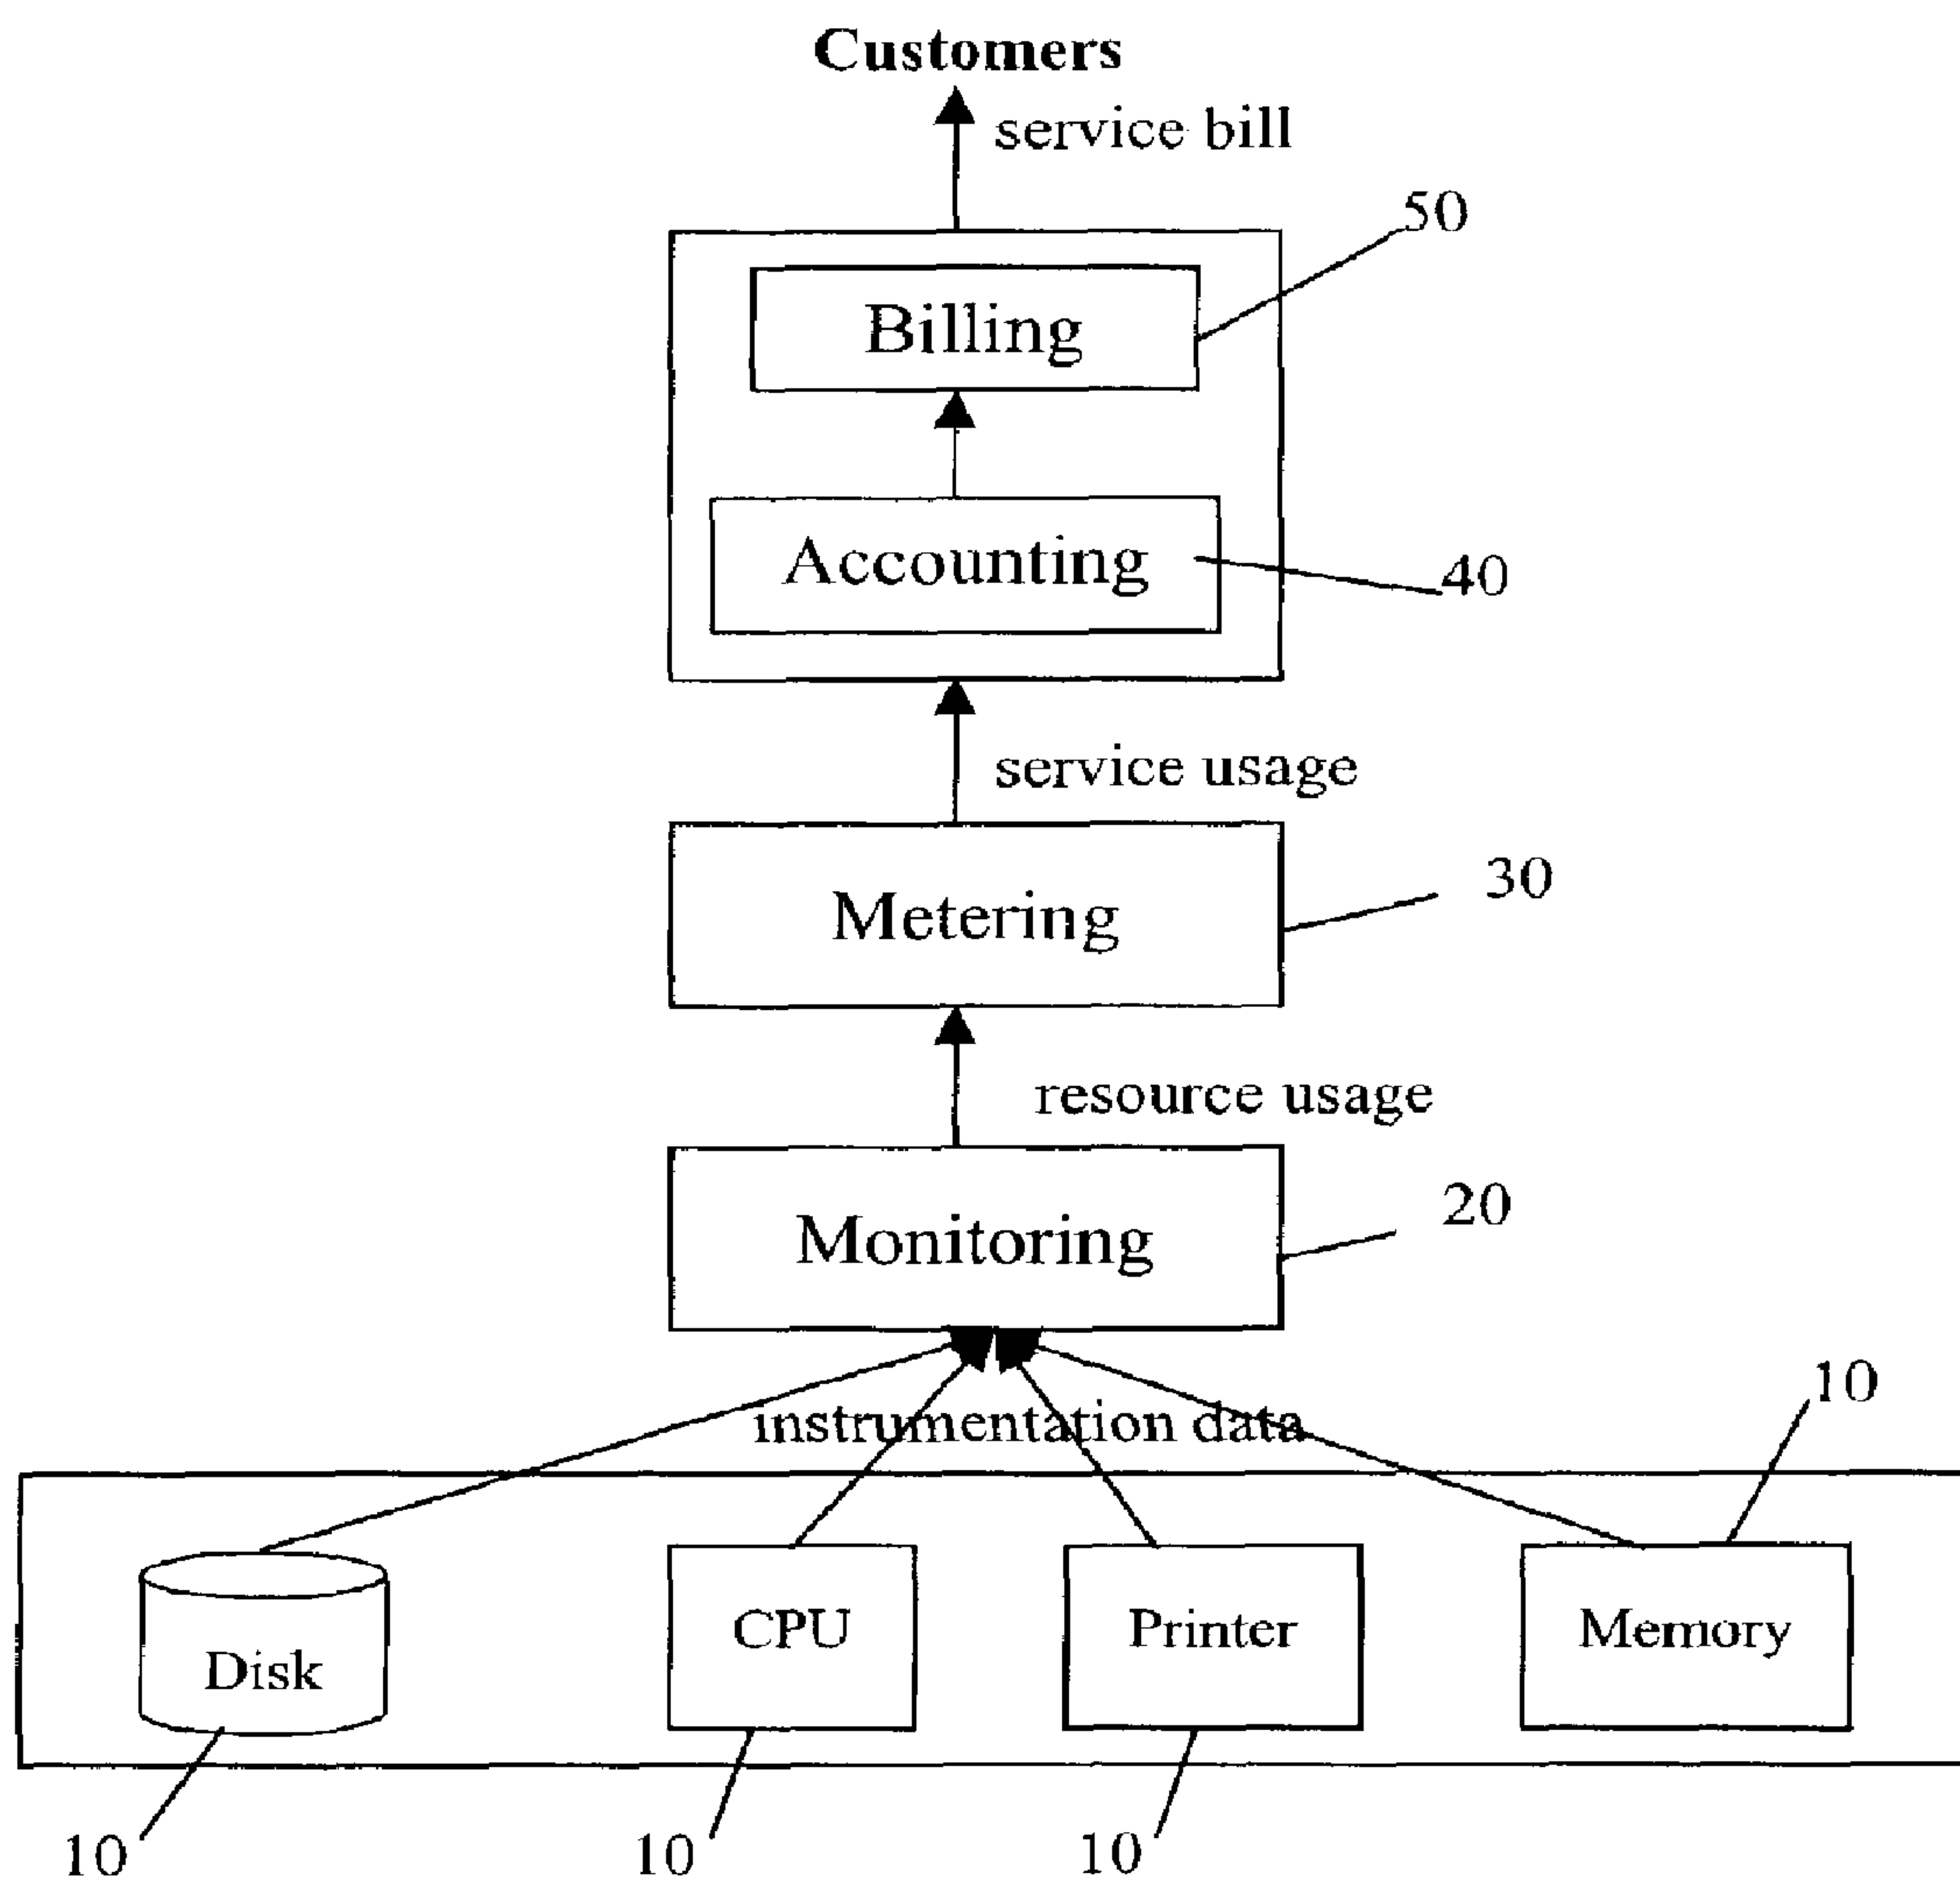 Customers
service bill
50
Billing
Accounting
40
service usage
30
Metering
resource usage
20
Monitoring
10
instrumentation data
Disk
CPU
Printer
Memory
10
10
10